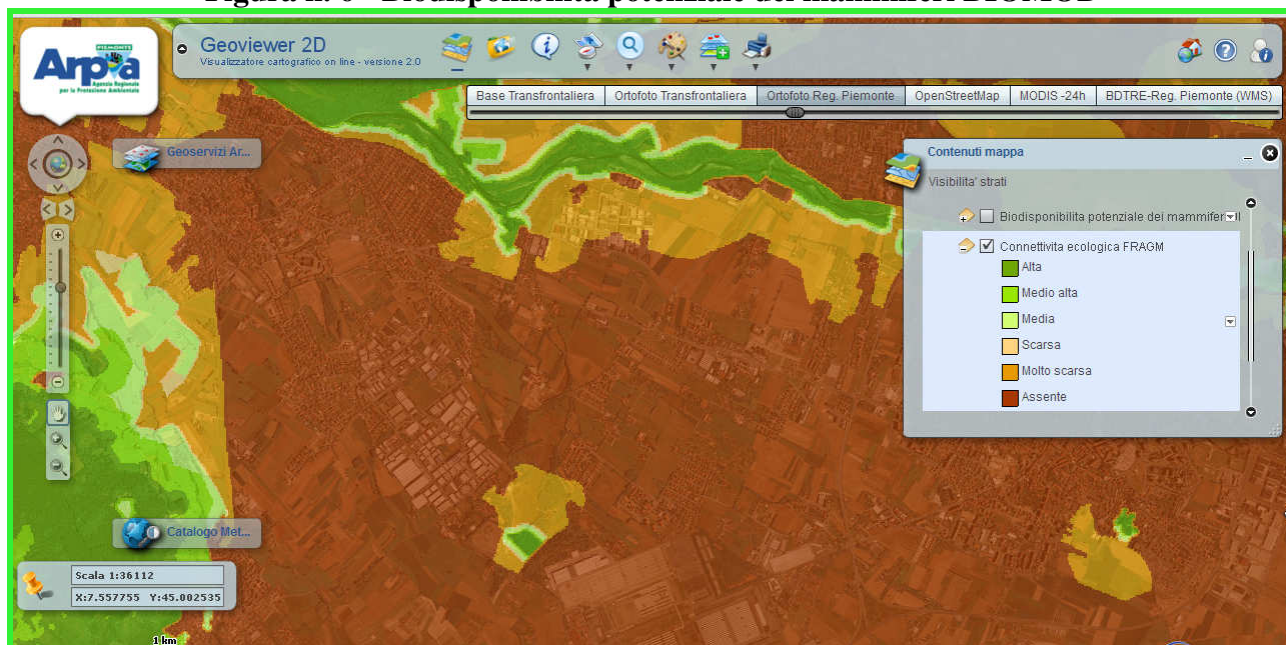 Figura n. 6 - Biodisponibilità potenziale dei mammiferi BIOMOD
PIEMONTE
Arpa
Agenzia Regionale
per la Protezione Ambientale
Geoviewer 2D
Visualizzatore cartografico on line - versione 2.0
Base Transfrontaliera
Ortofoto Transfrontaliera
Ortofoto Reg. Piemonte
OpenStreetMap
MODIS -24h
BDTRE-Reg. Piemonte (WMS)
Geoservizi Ar...
Contenuti mappa
Visibilita' strati
Biodisponibilita potenziale dei mammifer
Connettivita ecologica FRAGM
Alta
Medio alta
Media
Scarsa
Molto scarsa
Assente
Catalogo Met...
Scala 1:36112
X:7.557755 Y:45.002535
1 km